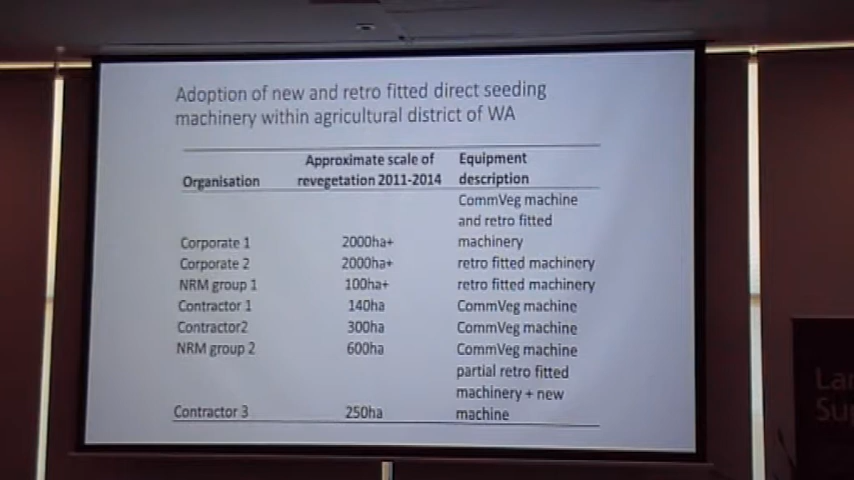 Adoption of new and retro fitted direct seeding
machinery within agricultural district of WA
Approximate scale of Equipment
Organisation revegetation 2011-2014 description
CommVeg machine
and retro fitted
Corporate 1 2000ha+ machinery
Corporate 2 2000ha+ retro fitted machinery
NRM group 1 100ha+ retro fitted machinery
Contractor 1 140ha CommVeg machine
Contractor2 300ha CommVeg machine
NRM group 2 600ha CommVeg machine
partial retro fitted
machinery + new
Contractor 3 250ha machine